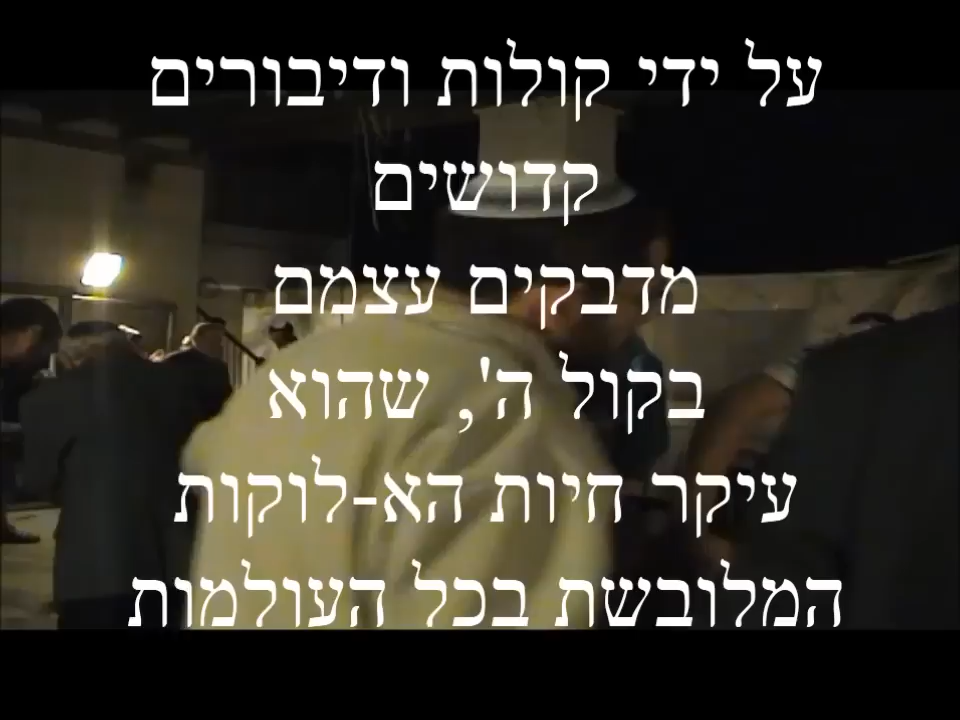 על ידי קולות ודיבורים
קדושים
מדבקים עצמם
בקול ה', שהוא
עיקר חיות הא-לוקות
המלובשת בכל העולמות